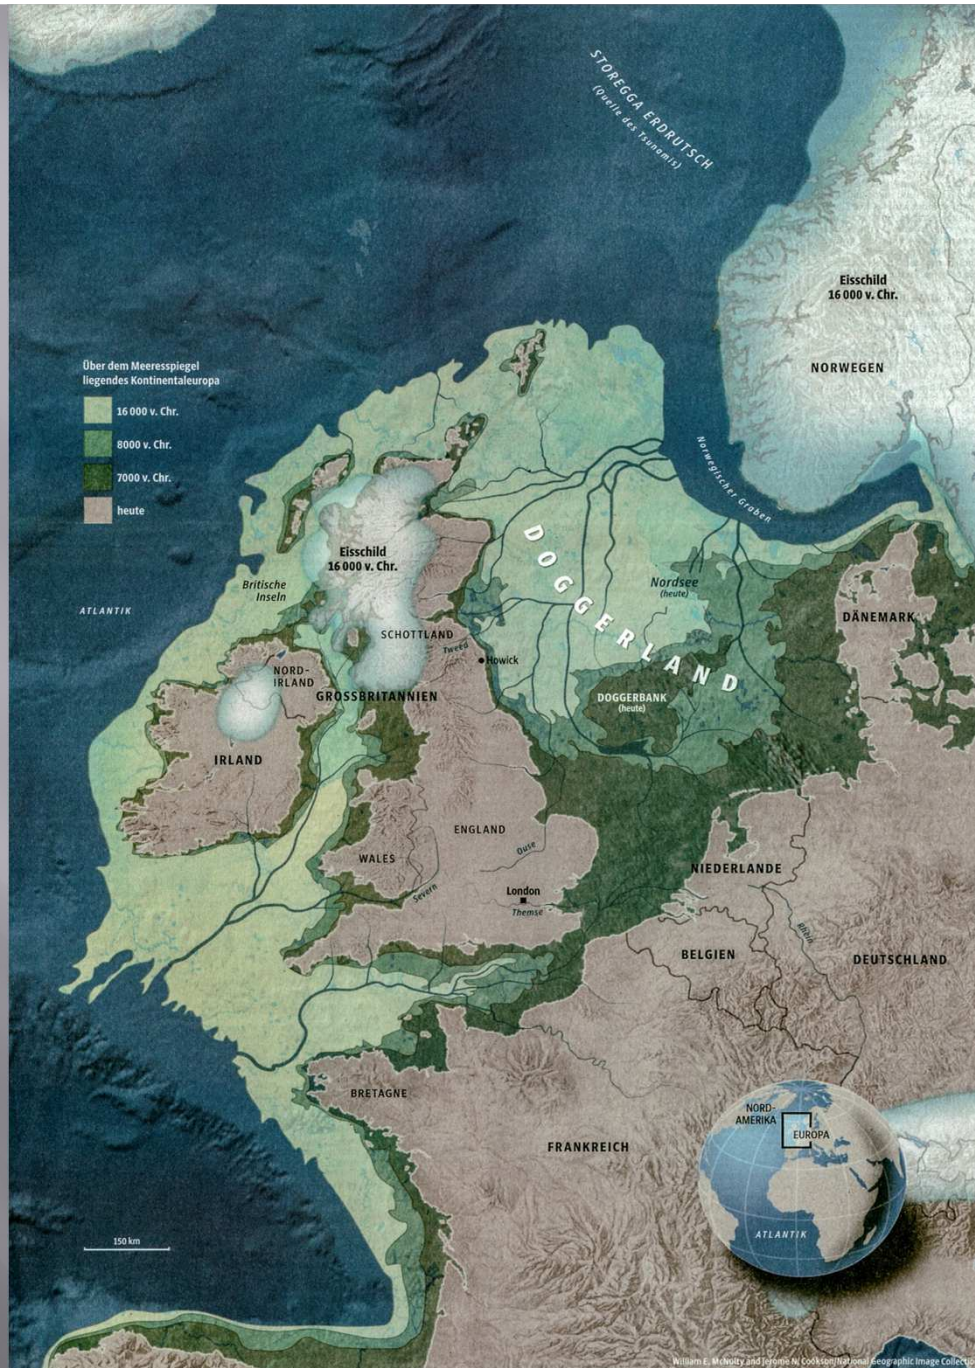 STOREGGA ERDRUTSCH
(Quelle des Tsunamis)
Eisschild
16 000 v. Chr.
NORWEGEN
Über dem Meeresspiegel
liegendes Kontinentaleuropa
16 000 v. Chr.
8000 v. Chr.
7000 v. Chr.
heute
Norwegischer Graben
Eisschild
16 000 v. Chr.
DOGGERLAND
Britische
Inseln
Nordsee
(heute)
ATLANTIK
DÄNEMARK
SCHOTTLAND
Tweed
Howick
NORD-
IRLAND
GROSSBRITANNIEN
DOGGERBANK
(heute)
IRLAND
ENGLAND
Ouse
WALES
NIEDERLANDE
Severn
London
Themse
Rhein
BELGIEN
DEUTSCHLAND
BRETAGNE
NORD-
AMERIKA
EUROPA
FRANKREICH
ATLANTIK
150 km
William E. McNulty and Jerome N. Cookson/National Geographic Image Collec